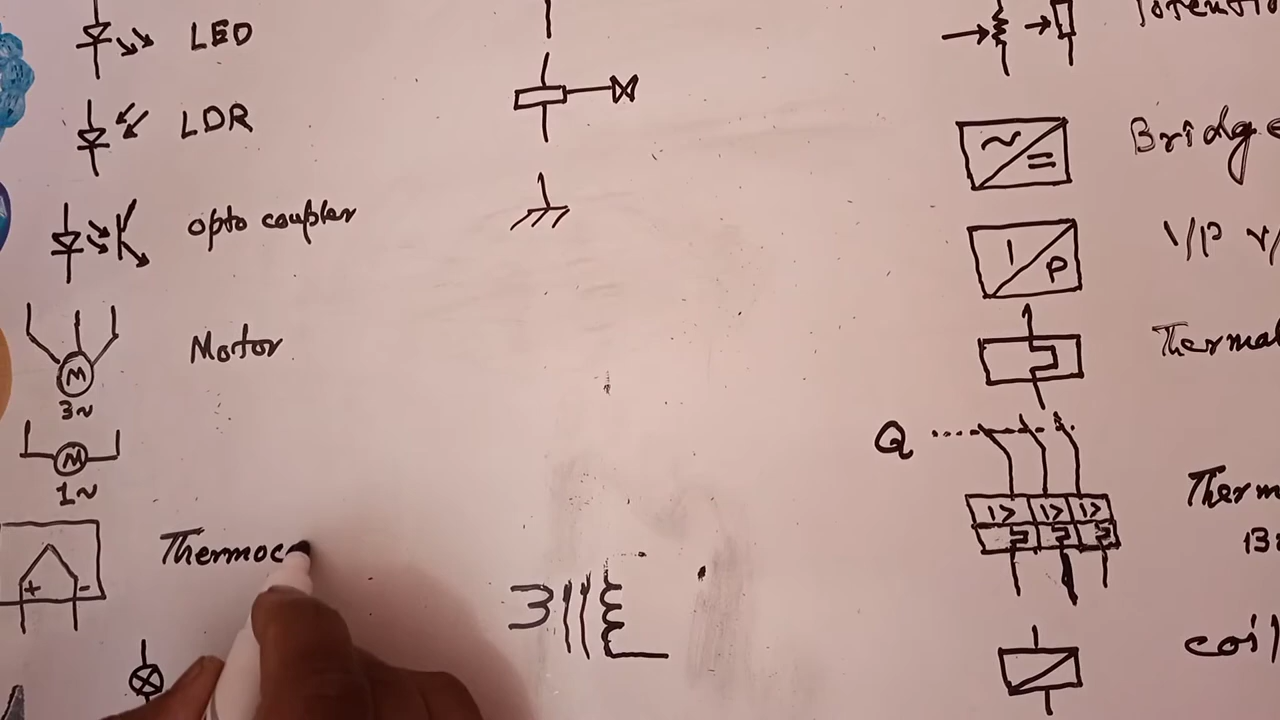 LED
LDR
opto coupler
Motor
M
3~
M
1~
+ -
Thermoc
~ =
Bridge
I/P
I
P
Thermal
Q
I> I> I>
Therm
coil